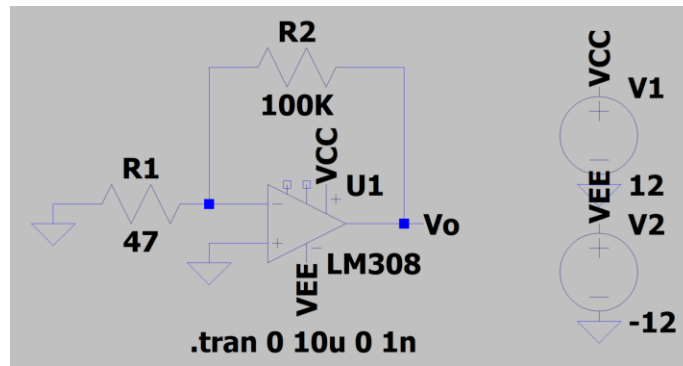 R2
100K
VCC
U1
R1
47
Vo
LM308
VEE
.tran 0 10u 0 1n
VCC
V1
12
VEE
V2
-12